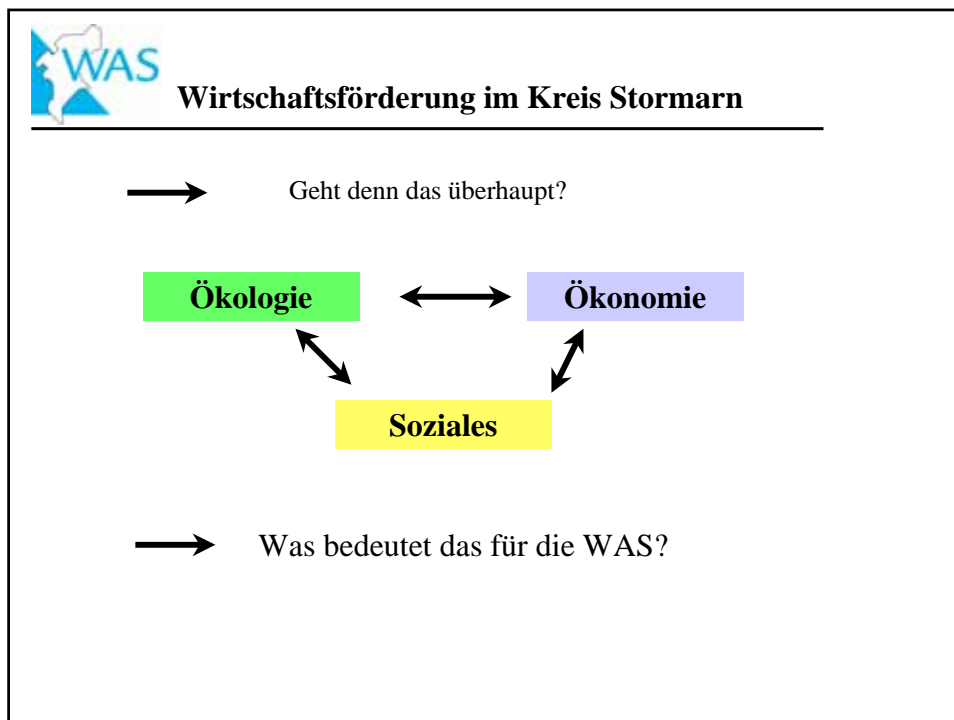 WAS
Wirtschaftsförderung im Kreis Stormarn
Geht denn das überhaupt?
Ökologie
Ökonomie
Soziales
Was bedeutet das für die WAS?